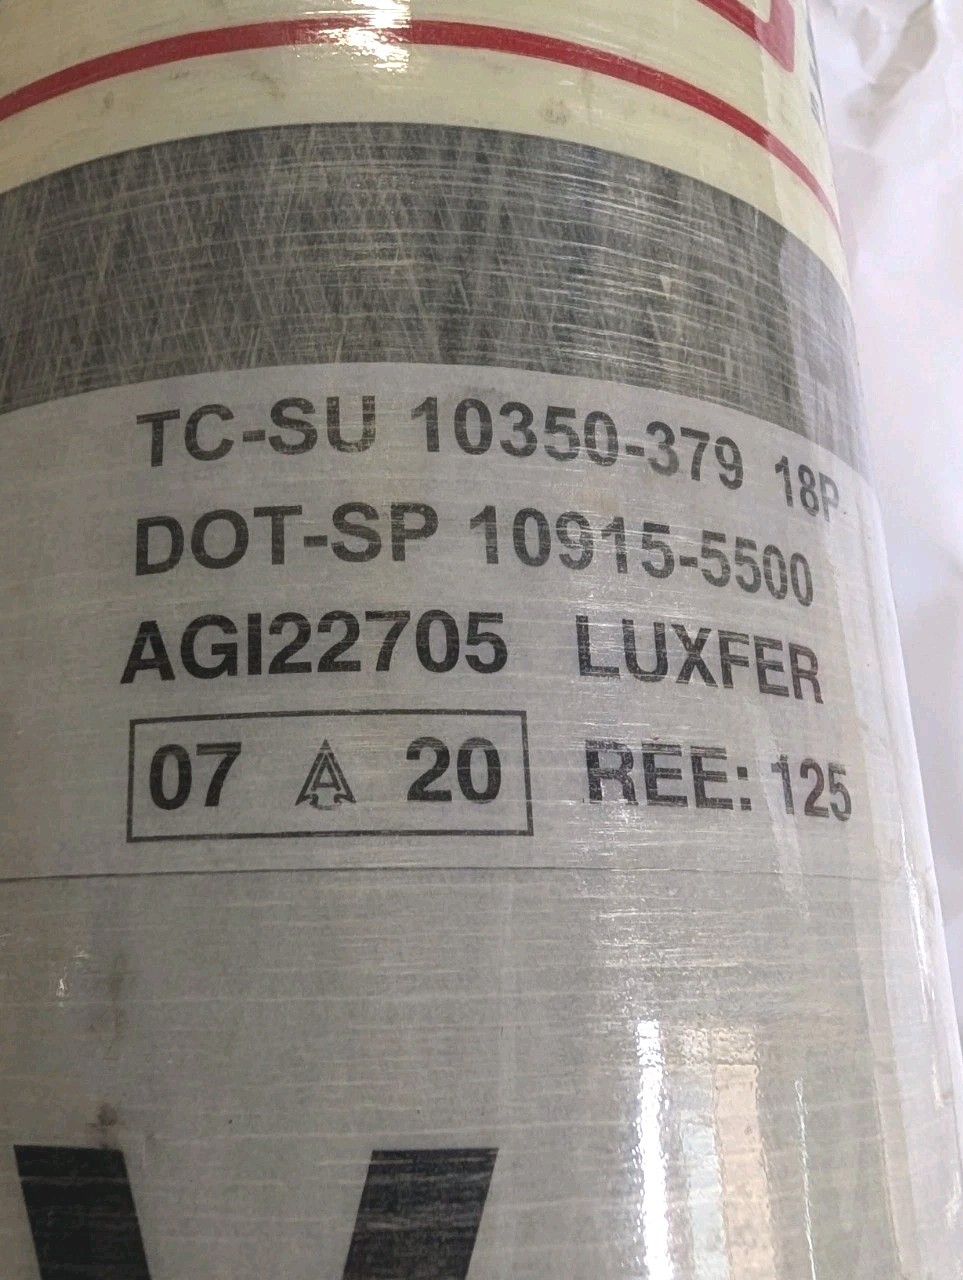 TC-SU 10350-379 18P
DOT-SP 10915-5500
AGI22705 LUXFER
07 A 20 REE: 125